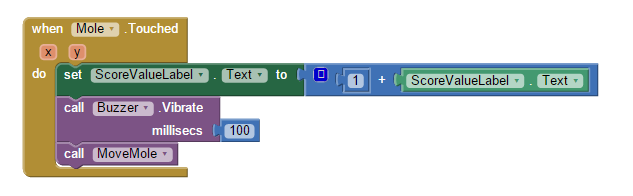 when Mole .Touched
x y
do set ScoreValueLabel . Text to 1 + ScoreValueLabel . Text
call Buzzer .Vibrate
millisecs 100
call MoveMole